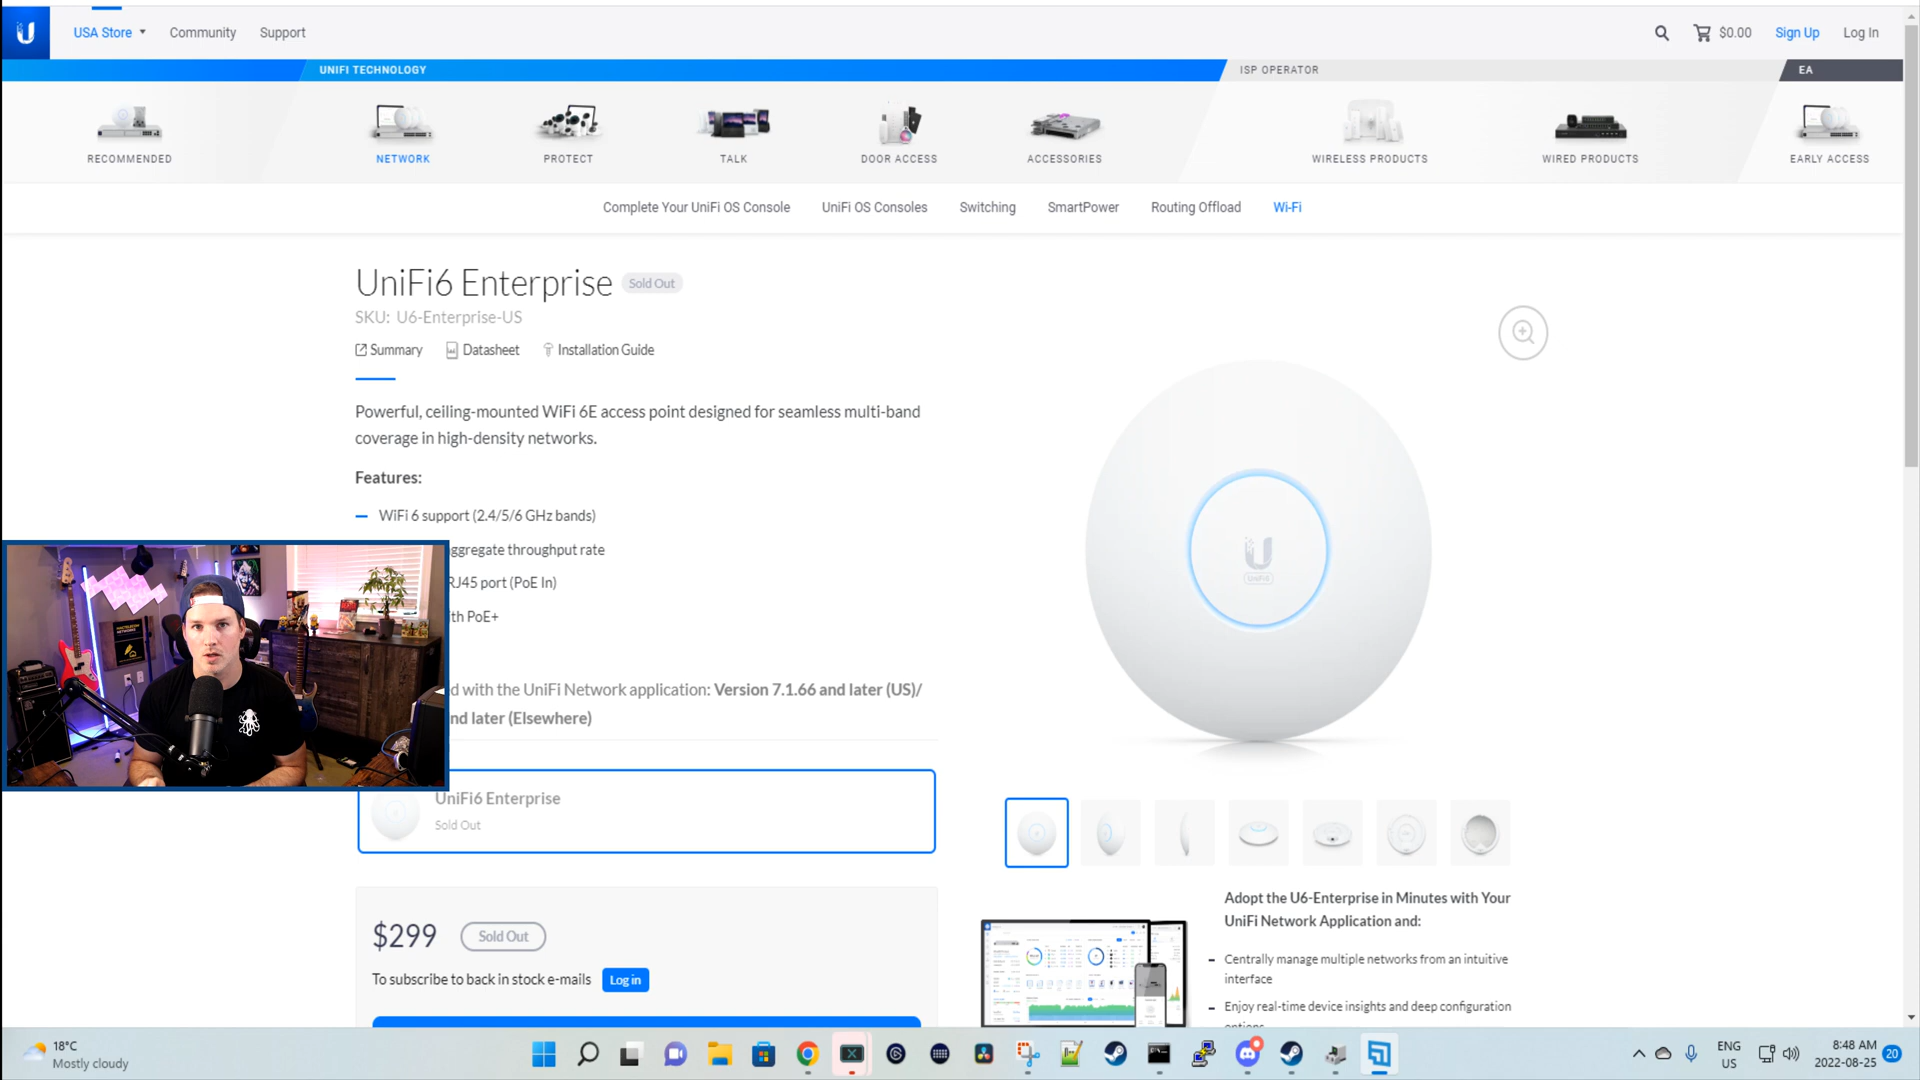 USA Store
Community
Support
$0.00
Sign Up
Log In
UNIFI TECHNOLOGY
ISP OPERATOR
EA
RECOMMENDED
NETWORK
PROTECT
TALK
DOOR ACCESS
ACCESSORIES
WIRELESS PRODUCTS
WIRED PRODUCTS
EARLY ACCESS
Complete Your UniFi OS Console
UniFi OS Consoles
Switching
SmartPower
Routing Offload
Wi-Fi
UniFi6 Enterprise
Sold Out
SKU: U6-Enterprise-US
Summary
Datasheet
Installation Guide
Powerful, ceiling-mounted WiFi 6E access point designed for seamless multi-band
coverage in high-density networks.
Features:
WiFi 6 support (2.4/5/6 GHz bands)
aggregate throughput rate
RJ45 port (PoE In)
PoE+
with the UniFi Network application: Version 7.1.66 and later (US)/
and later (Elsewhere)
UniFi6 Enterprise
Sold Out
$299
Sold Out
To subscribe to back in stock e-mails
Log in
UniFi
Adopt the U6-Enterprise in Minutes with Your
UniFi Network Application and:
Centrally manage multiple networks from an intuitive
interface
Enjoy real-time device insights and deep configuration
options
18°C
Mostly cloudy
ENG
US
8:48 AM
2022-08-25
20